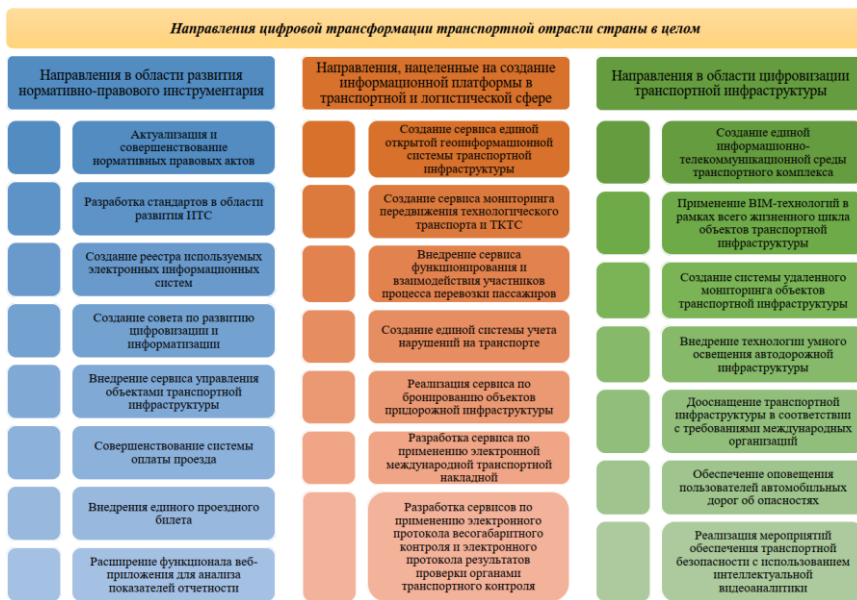 Направления цифровой трансформации транспортной отрасли страны в целом
Направления в области развития
нормативно-правового инструментария
Актуализация и
совершенствование
нормативных правовых актов
Разработка стандартов в области
развития ИТС
Создание реестра используемых
электронных информационных
систем
Создание совета по развитию
цифровизации и
информатизации
Внедрение сервиса управления
объектами транспортной
инфраструктуры
Совершенствование системы
оплаты проезда
Внедрения единого проездного
билета
Расширение функционала веб-
приложения для анализа
показателей отчетности
Направления, нацеленные на создание
информационной платформы в
транспортной и логистической сфере
Создание сервиса единой
открытой геоинформационной
системы транспортной
инфраструктуры
Создание сервиса мониторинга
передвижения технологического
транспорта и ТКТС
Внедрение сервиса
функционирования и
взаимодействия участников
процесса перевозки пассажиров
Создание единой системы учета
нарушений на транспорте
Реализация сервиса по
бронированию объектов
придорожной инфраструктуры
Разработка сервиса по
применению электронной
международной транспортной
накладной
Разработка сервисов по
применению электронного
протокола весогабаритного
контроля и электронного
протокола результатов
проверки органами
транспортного контроля
Направления в области цифровизации
транспортной инфраструктуры
Создание единой
информационно-
телекоммуникационной среды
транспортного комплекса
Применение BIM-технологий в
рамках всего жизненного цикла
объектов транспортной
инфраструктуры
Создание системы удаленного
мониторинга объектов
транспортной инфраструктуры
Внедрение технологии умного
освещения автодорожной
инфраструктуры
Дооснащение транспортной
инфраструктуры в соответствии
с требованиями международных
организаций
Обеспечение оповещения
пользователей автомобильных
дорог об опасностях
Реализация мероприятий
обеспечения транспортной
безопасности с использованием
интеллектуальной
видеоаналитики